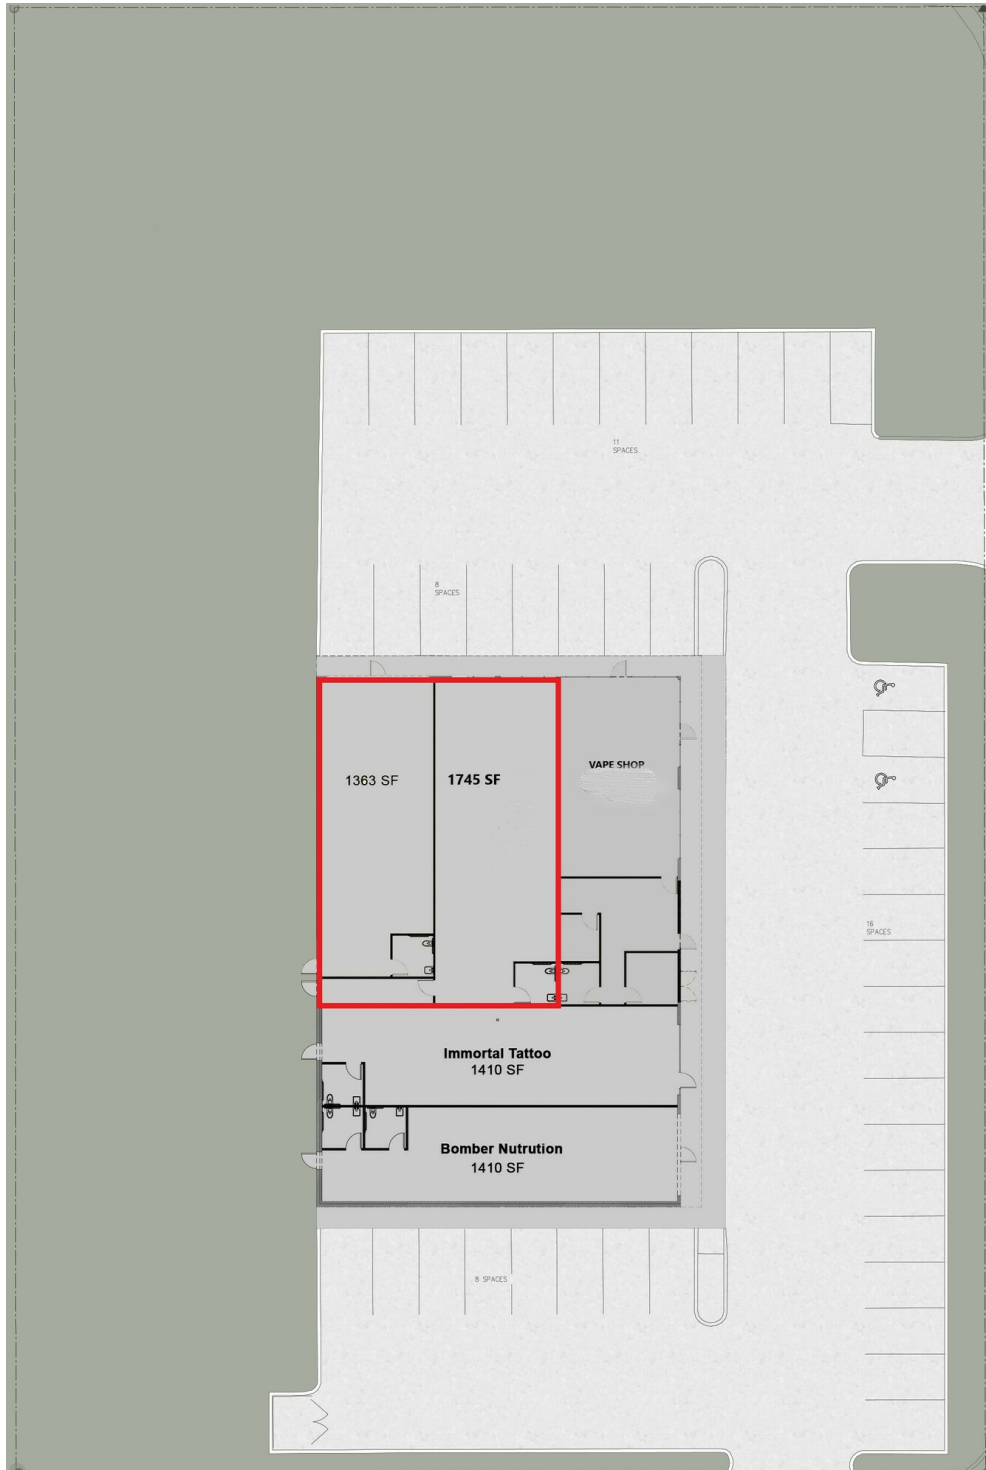 11
SPACES
8
SPACES
VAPE SHOP
1363 SF
1745 SF
16
SPACES
Immortal Tattoo
1410 SF
Bomber Nutrution
1410 SF
8 SPACES